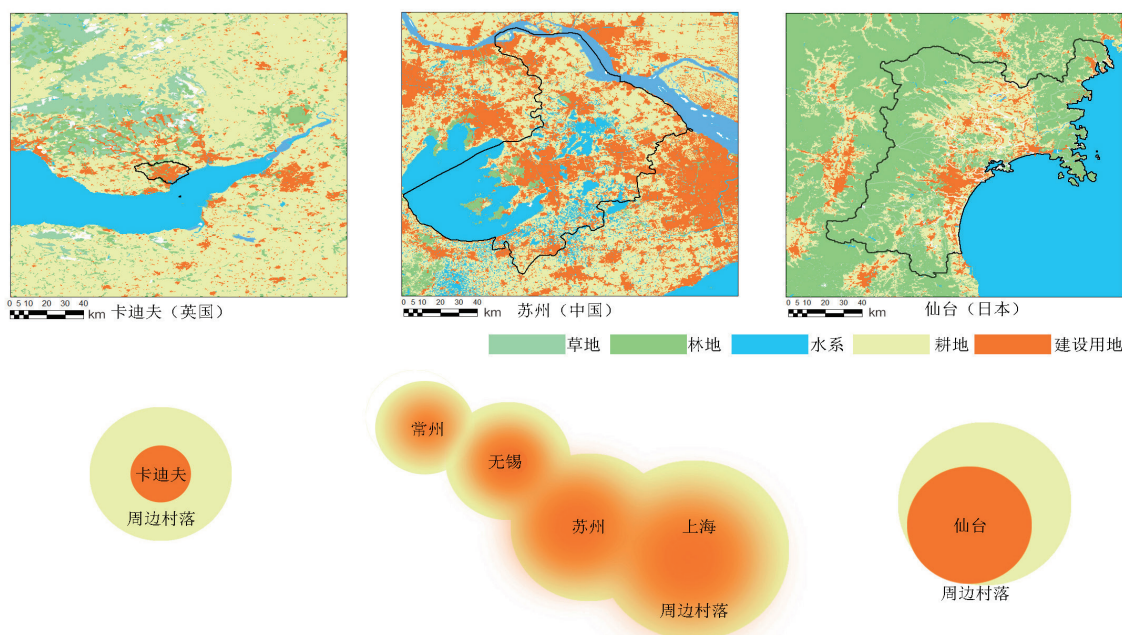 0 5 10 20 30 40
km
卡迪夫（英国）
0 5 10 20 30 40
km
苏州（中国）
0 5 10 20 30 40
km
仙台（日本）
草地
林地
水系
耕地
建设用地
卡迪夫
周边村落
常州
无锡
苏州
上海
周边村落
仙台
周边村落